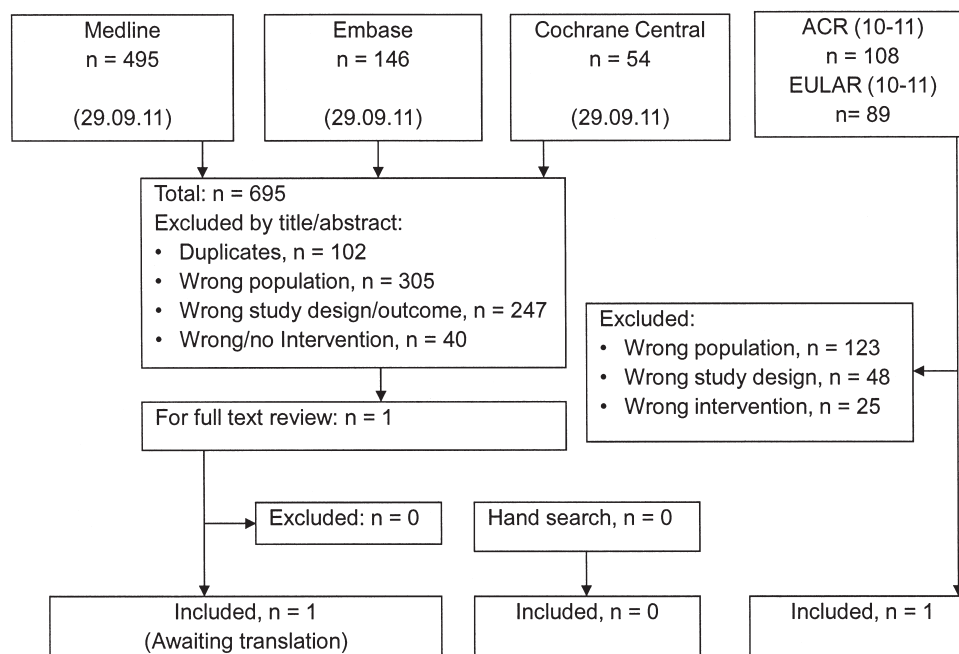 Medline
n = 495
(29.09.11)
Embase
n = 146
(29.09.11)
Cochrane Central
n = 54
(29.09.11)
ACR (10-11)
n = 108
EULAR (10-11)
n= 89
Total: n = 695
Excluded by title/abstract:
• Duplicates, n = 102
• Wrong population, n = 305
• Wrong study design/outcome, n = 247
• Wrong/no Intervention, n = 40
Excluded:
• Wrong population, n = 123
• Wrong study design, n = 48
• Wrong intervention, n = 25
For full text review: n = 1
Excluded: n = 0
Hand search, n = 0
Included, n = 1
(Awaiting translation)
Included, n = 0
Included, n = 1